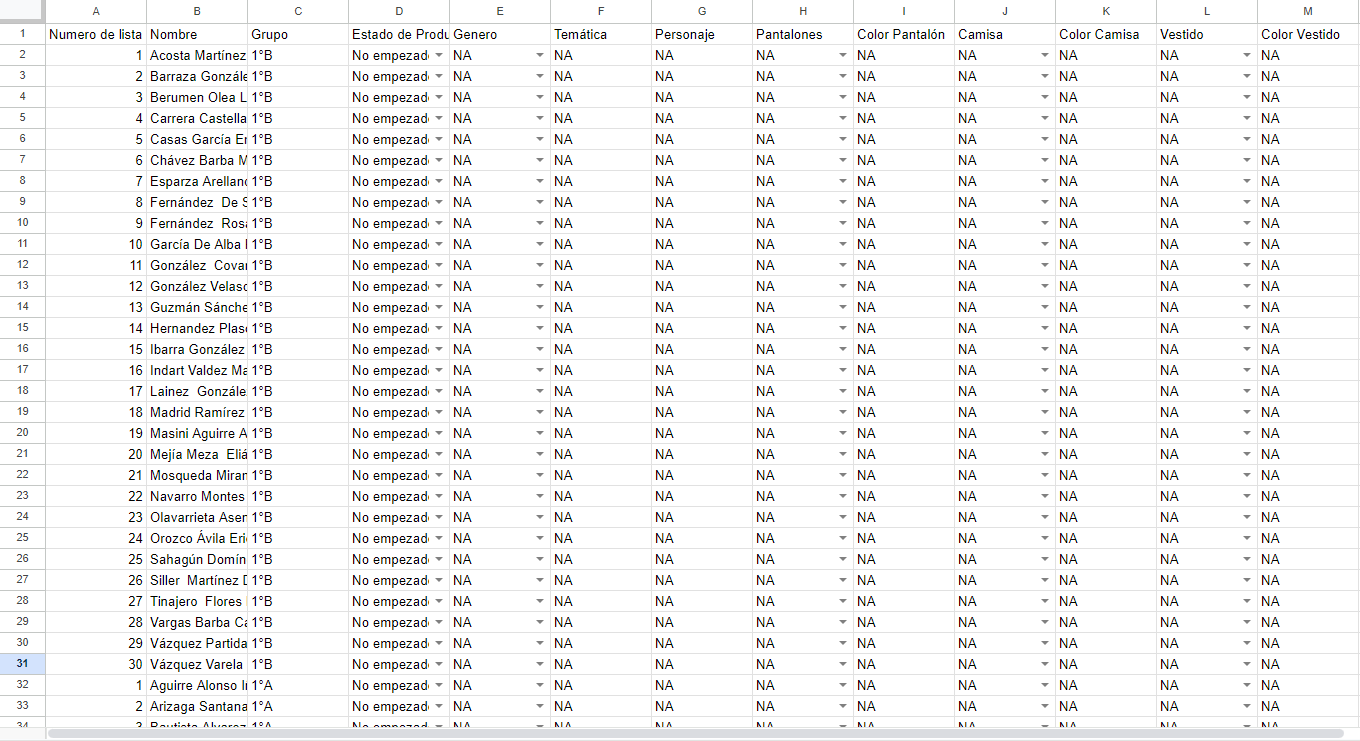 A B C D E F G H I J K L M
1 Numero de lista Nombre Grupo Estado de Produ Genero Temática Personaje Pantalones Color Pantalón Camisa Color Camisa Vestido Color Vestido
2 1 Acosta Martínez 1°B No empezad NA NA NA NA NA NA NA NA NA
3 2 Barraza Gonzále 1°B No empezad NA NA NA NA NA NA NA NA NA
4 3 Berumen Olea L 1°B No empezad NA NA NA NA NA NA NA NA NA
5 4 Carrera Castella 1°B No empezad NA NA NA NA NA NA NA NA NA
6 5 Casas García Er 1°B No empezad NA NA NA NA NA NA NA NA NA
7 6 Chávez Barba M 1°B No empezad NA NA NA NA NA NA NA NA NA
8 7 Esparza Arellano 1°B No empezad NA NA NA NA NA NA NA NA NA
9 8 Fernández De S 1°B No empezad NA NA NA NA NA NA NA NA NA
10 9 Fernández Rosa 1°B No empezad NA NA NA NA NA NA NA NA NA
11 10 García De Alba 1°B No empezad NA NA NA NA NA NA NA NA NA
12 11 González Covar 1°B No empezad NA NA NA NA NA NA NA NA NA
13 12 González Velasc 1°B No empezad NA NA NA NA NA NA NA NA NA
14 13 Guzmán Sánche 1°B No empezad NA NA NA NA NA NA NA NA NA
15 14 Hernandez Plasc 1°B No empezad NA NA NA NA NA NA NA NA NA
16 15 Ibarra González 1°B No empezad NA NA NA NA NA NA NA NA NA
17 16 Indart Valdez Ma 1°B No empezad NA NA NA NA NA NA NA NA NA
18 17 Lainez Gonzále 1°B No empezad NA NA NA NA NA NA NA NA NA
19 18 Madrid Ramírez 1°B No empezad NA NA NA NA NA NA NA NA NA
20 19 Masini Aguirre A 1°B No empezad NA NA NA NA NA NA NA NA NA
21 20 Mejía Meza Eliá 1°B No empezad NA NA NA NA NA NA NA NA NA
22 21 Mosqueda Miran 1°B No empezad NA NA NA NA NA NA NA NA NA
23 22 Navarro Montes 1°B No empezad NA NA NA NA NA NA NA NA NA
24 23 Olavarrieta Asen 1°B No empezad NA NA NA NA NA NA NA NA NA
25 24 Orozco Ávila Eri 1°B No empezad NA NA NA NA NA NA NA NA NA
26 25 Sahagún Domín 1°B No empezad NA NA NA NA NA NA NA NA NA
27 26 Siller Martínez D 1°B No empezad NA NA NA NA NA NA NA NA NA
28 27 Tinajero Flores 1°B No empezad NA NA NA NA NA NA NA NA NA
29 28 Vargas Barba Ca 1°B No empezad NA NA NA NA NA NA NA NA NA
30 29 Vázquez Partida 1°B No empezad NA NA NA NA NA NA NA NA NA
31 30 Vázquez Varela 1°B No empezad NA NA NA NA NA NA NA NA NA
32 1 Aguirre Alonso Ir 1°A No empezad NA NA NA NA NA NA NA NA NA
33 2 Arizaga Santana 1°A No empezad NA NA NA NA NA NA NA NA NA
34 3 Bautista Alvarez 1°A No empezad NA NA NA NA NA NA NA NA NA